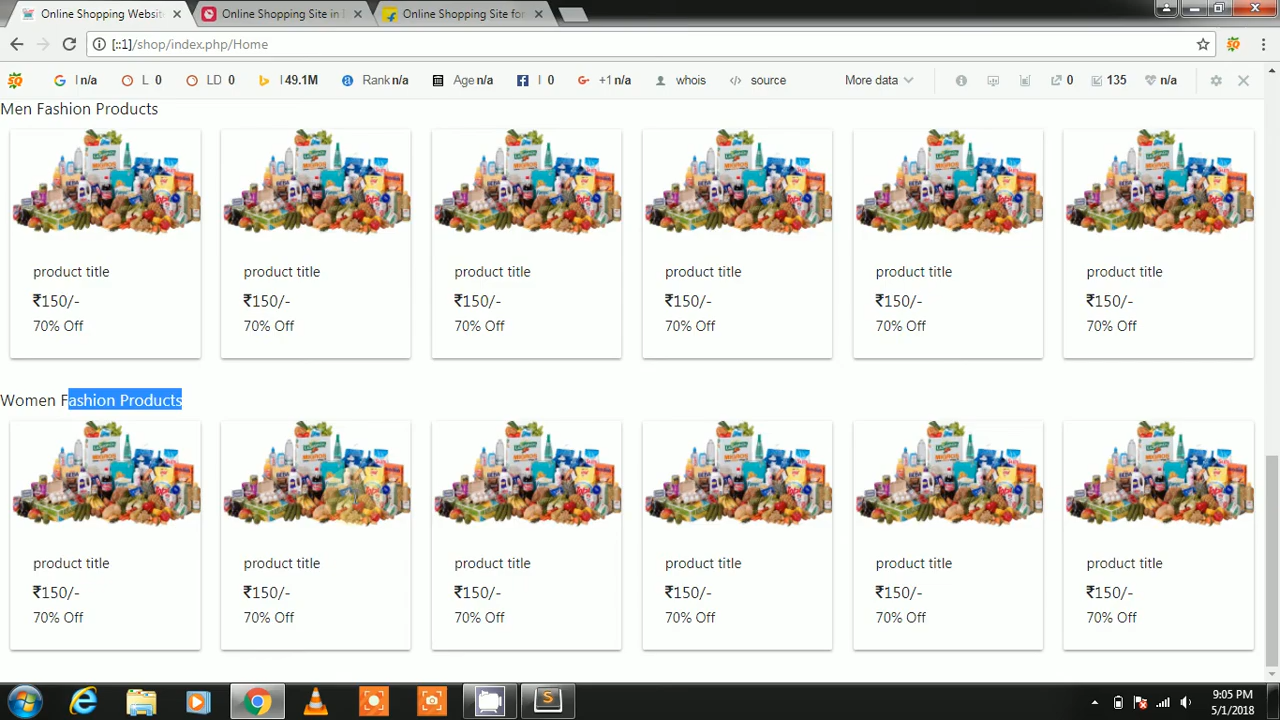 Online Shopping Websit
Online Shopping Site in
Online Shopping Site for
[::1]/shop/index.php/Home
SQ
I n/a
L 0
LD 0
I 49.1M
Rank n/a
Age n/a
I 0
+1 n/a
whois
source
More data
0
135
n/a
Men Fashion Products
product title product title product title product title product title product title
₹150/- ₹150/- ₹150/- ₹150/- ₹150/- ₹150/-
70% Off 70% Off 70% Off 70% Off 70% Off 70% Off
Women Fashion Products
product title product title product title product title product title product title
₹150/- ₹150/- ₹150/- ₹150/- ₹150/- ₹150/-
70% Off 70% Off 70% Off 70% Off 70% Off 70% Off
9:05 PM
5/1/2018